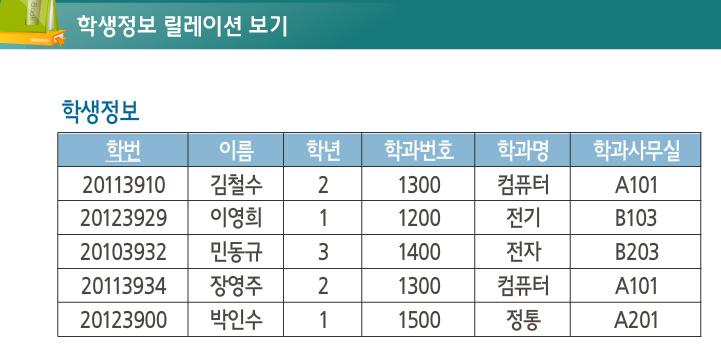 학생정보 릴레이션 보기
학생정보
학번 이름 학년 학과번호 학과명 학과사무실
20113910 김철수 2 1300 컴퓨터 A101
20123929 이영희 1 1200 전기 B103
20103932 민동규 3 1400 전자 B203
20113934 장영주 2 1300 컴퓨터 A101
20123900 박인수 1 1500 정통 A201